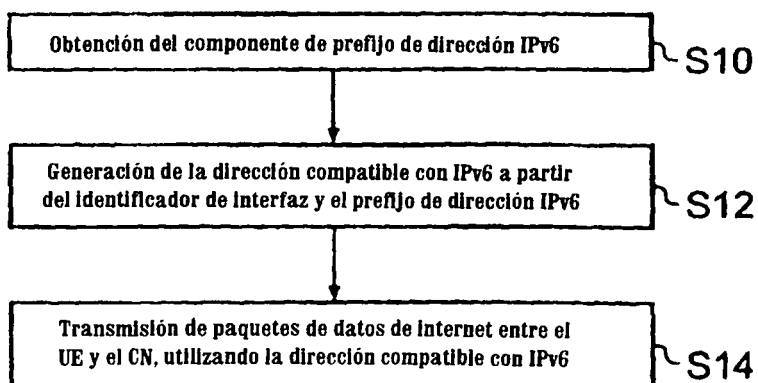 Obtención del componente de prefijo de dirección IPv6
S10
Generación de la dirección compatible con IPv6 a partir
del identificador de interfaz y el prefijo de dirección IPv6
S12
Transmisión de paquetes de datos de internet entre el
UE y el CN, utilizando la dirección compatible con IPv6
S14